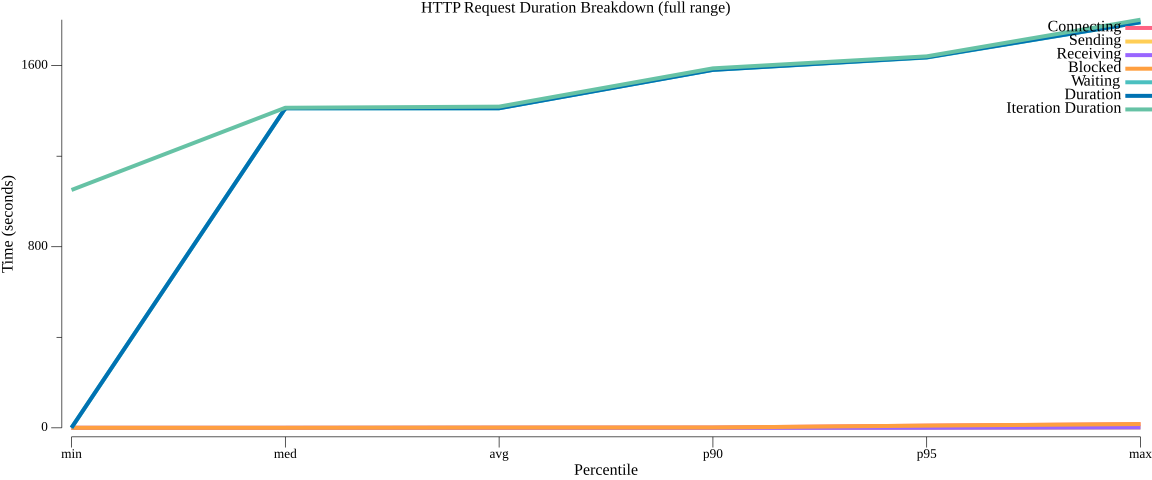 HTTP Request Duration Breakdown (full range)
Connecting
Sending
Receiving
Blocked
Waiting
Duration
Iteration Duration
Time (seconds)
1600
800
0
min med avg p90 p95 max
Percentile